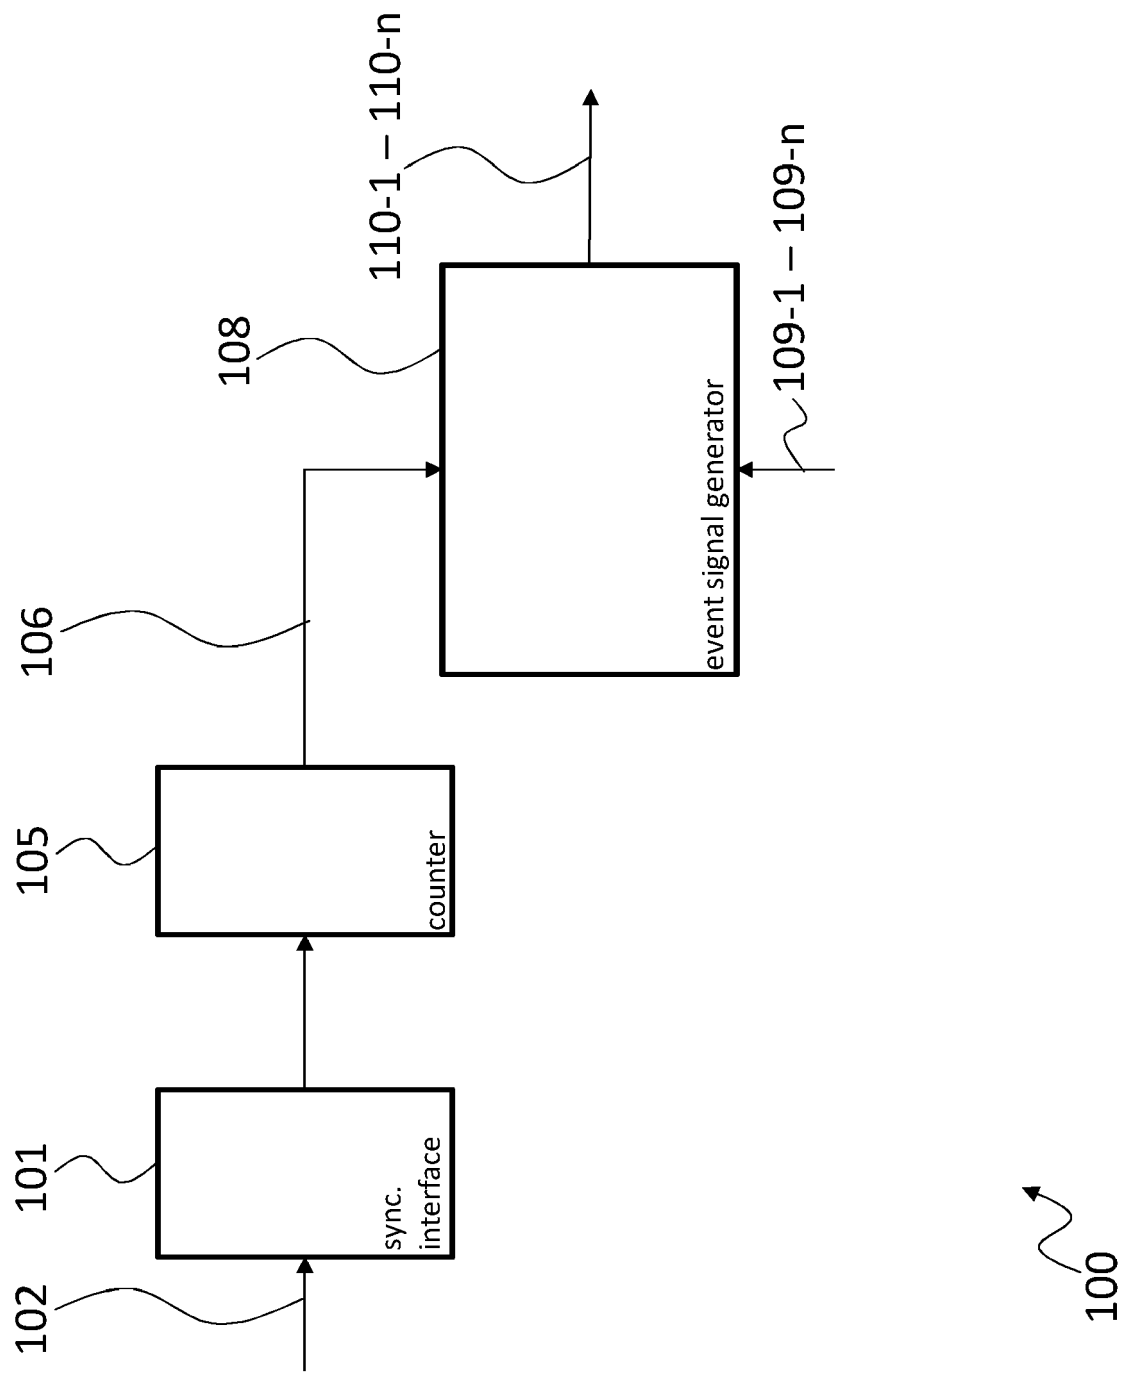 102
101
105
106
108
110-1 – 110-n
sync.
interface
counter
event signal generator
109-1 – 109-n
100